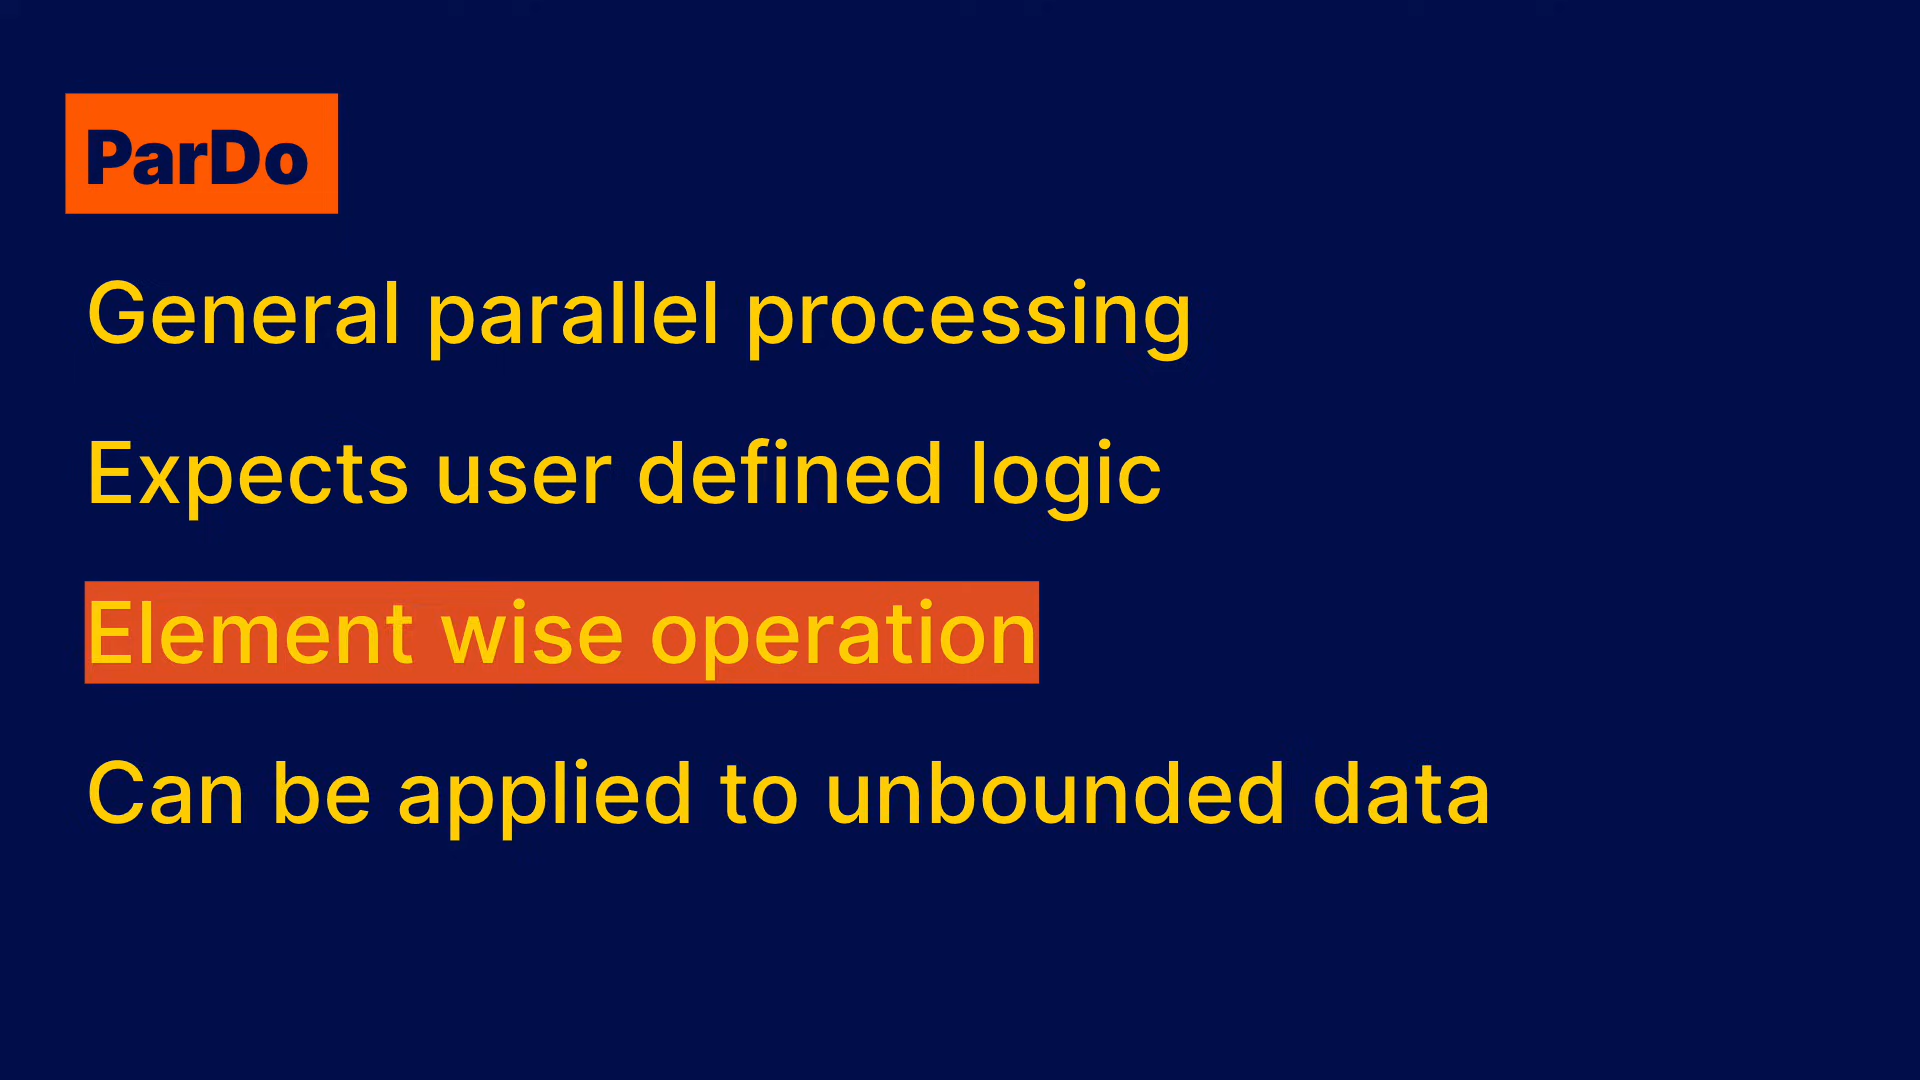 ParDo
General parallel processing
Expects user defined logic
Element wise operation
Can be applied to unbounded data